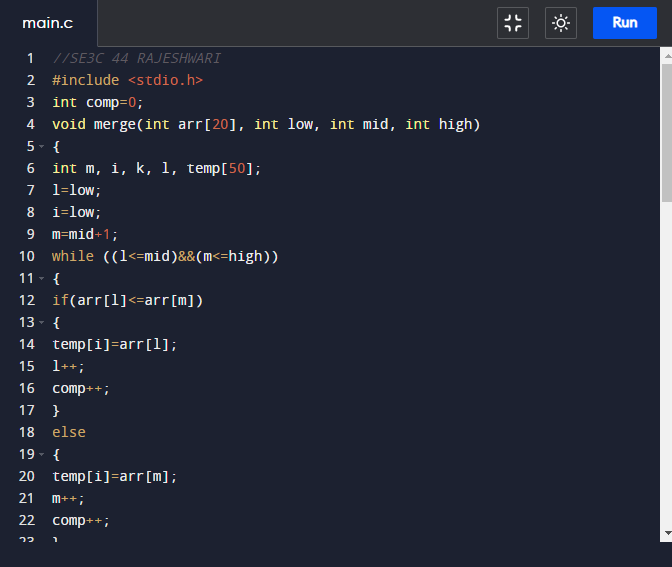 main.c
Run
1 //SE3C 44 RAJESHWARI
2 #include <stdio.h>
3 int comp=0;
4 void merge(int arr[20], int low, int mid, int high)
5 {
6 int m, i, k, l, temp[50];
7 l=low;
8 i=low;
9 m=mid+1;
10 while ((l<=mid)&&(m<=high))
11 {
12 if(arr[l]<=arr[m])
13 {
14 temp[i]=arr[l];
15 l++;
16 comp++;
17 }
18 else
19 {
20 temp[i]=arr[m];
21 m++;
22 comp++;
23 }